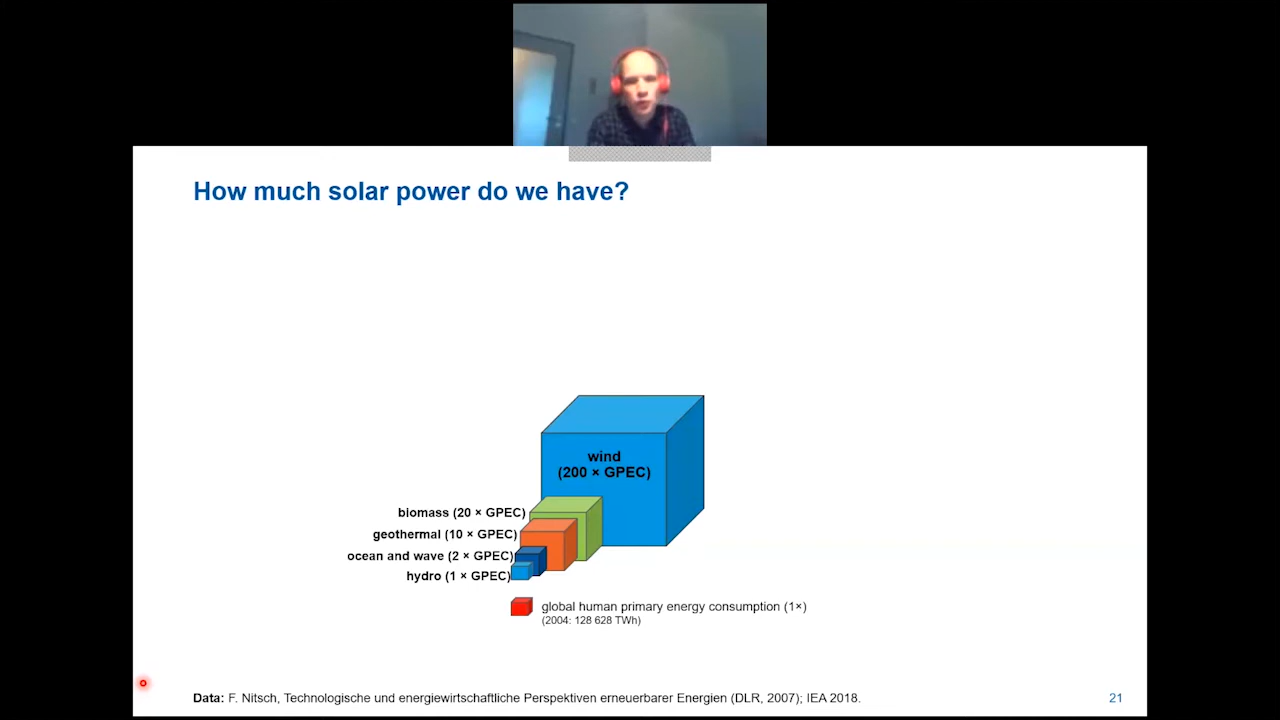 How much solar power do we have?
wind
(200 × GPEC)
biomass (20 × GPEC)
geothermal (10 × GPEC)
ocean and wave (2 × GPEC)
hydro (1 × GPEC)
global human primary energy consumption (1×)
(2004: 128 628 TWh)
Data: F. Nitsch, Technologische und energiewirtschaftliche Perspektiven erneuerbarer Energien (DLR, 2007); IEA 2018.
21